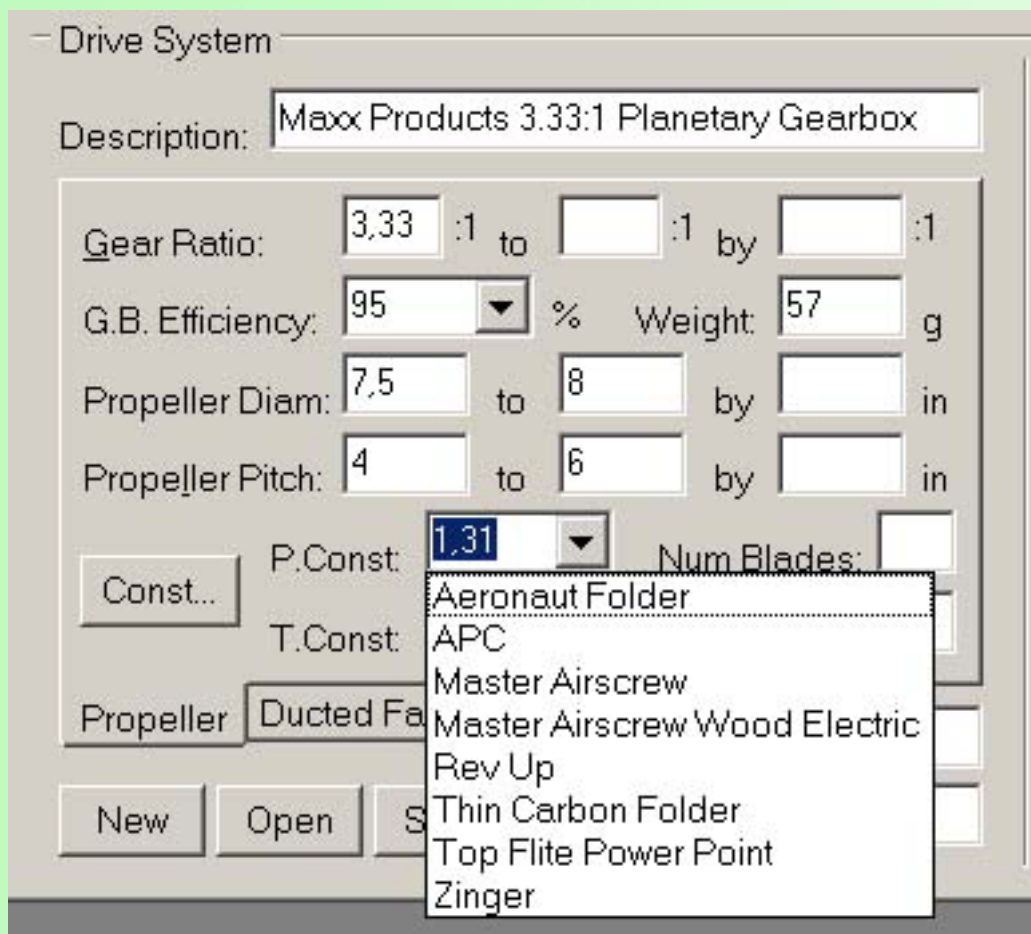 Drive System
Description: Maxx Products 3.33:1 Planetary Gearbox
Gear Ratio: 3,33 :1 to :1 by :1
G.B. Efficiency: 95 % Weight: 57 g
Propeller Diam: 7,5 to 8 by in
Propeller Pitch: 4 to 6 by in
P.Const: 1,31 Num Blades:
Const...
T.Const:
Aeronaut Folder
APC
Master Airscrew
Master Airscrew Wood Electric
Rev Up
Thin Carbon Folder
Top Flite Power Point
Zinger
Propeller Ducted Fa
New Open S